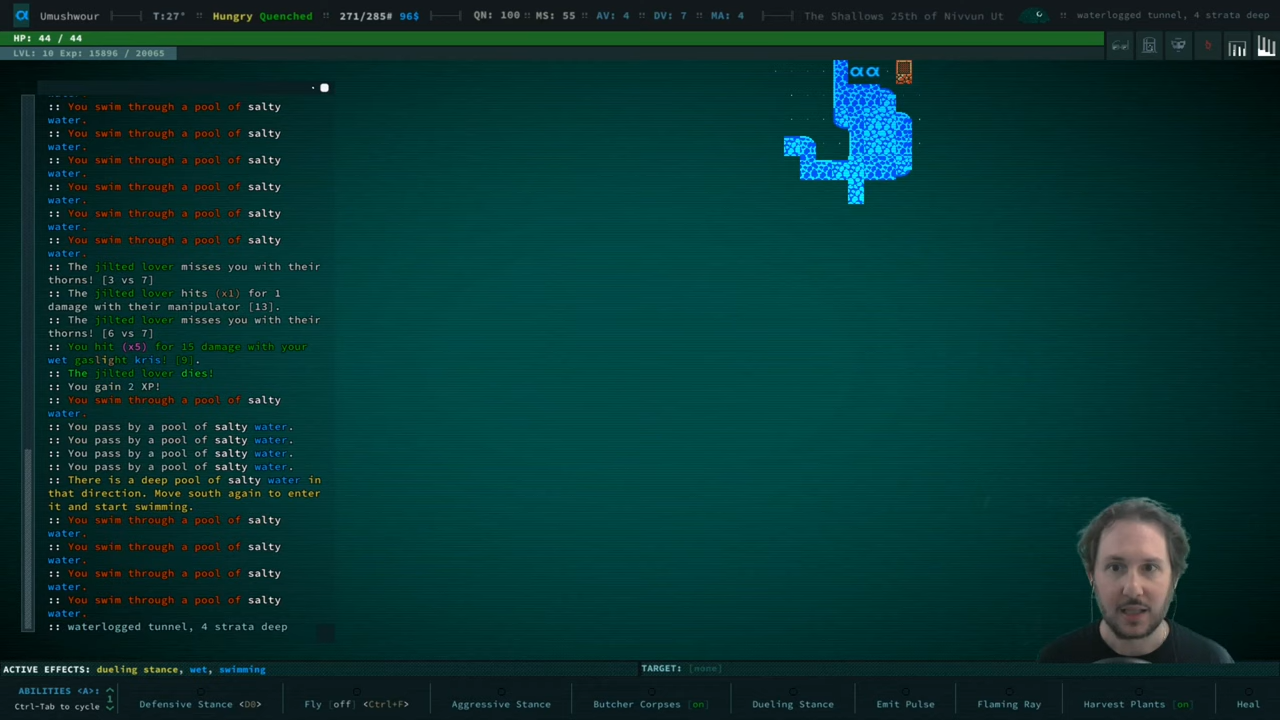 α Umushwour T:27° :: Hungry Quenched :: 271/285# 96$ QN: 100 :: MS: 55 :: AV: 4 :: DV: 7 :: MA: 4 The Shallows 25th of Nivvun Ut :: waterlogged tunnel, 4 strata deep
HP: 44 / 44
LVL: 10 Exp: 15896 / 20065
αα
:: You swim through a pool of salty
water.
:: You swim through a pool of salty
water.
:: You swim through a pool of salty
water.
:: You swim through a pool of salty
water.
:: You swim through a pool of salty
water.
:: You swim through a pool of salty
water.
:: The jilted lover misses you with their
thorns! [3 vs 7]
:: The jilted lover hits (x1) for 1
damage with their manipulator [13].
:: The jilted lover misses you with their
thorns! [6 vs 7]
:: You hit (x5) for 15 damage with your
wet gaslight kris! [9].
:: The jilted lover dies!
:: You gain 2 XP!
:: You swim through a pool of salty
water.
:: You pass by a pool of salty water.
:: You pass by a pool of salty water.
:: You pass by a pool of salty water.
:: You pass by a pool of salty water.
:: There is a deep pool of salty water in
that direction. Move south again to enter
it and start swimming.
:: You swim through a pool of salty
water.
:: You swim through a pool of salty
water.
:: You swim through a pool of salty
water.
:: You swim through a pool of salty
water.
:: waterlogged tunnel, 4 strata deep
ACTIVE EFFECTS: dueling stance, wet, swimming TARGET: [none]
ABILITIES <A>: 1
Ctrl-Tab to cycle
Defensive Stance <D0> Fly [off] <Ctrl+F> Aggressive Stance Butcher Corpses [on] Dueling Stance Emit Pulse Flaming Ray Harvest Plants [on] Heal